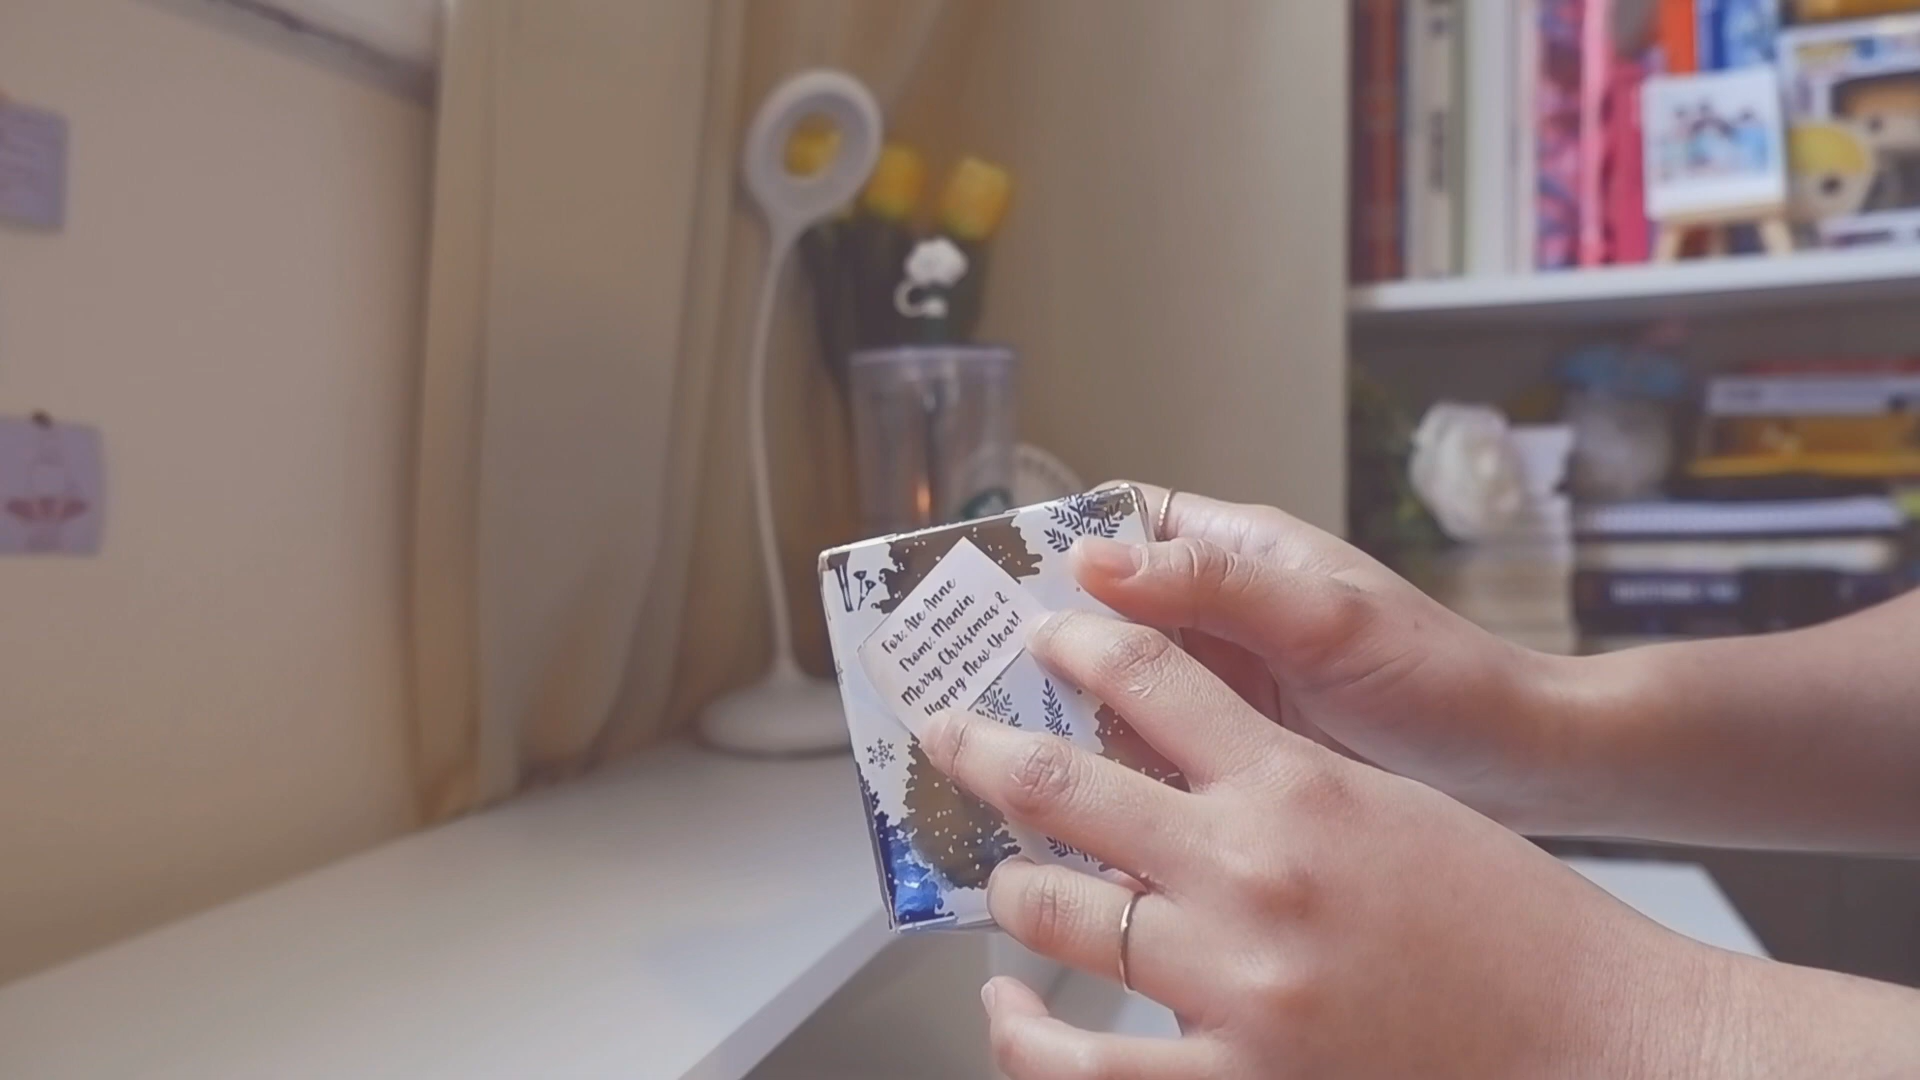 For: Ate Anne
From: Manin
Merry Christmas &
Happy New Year!